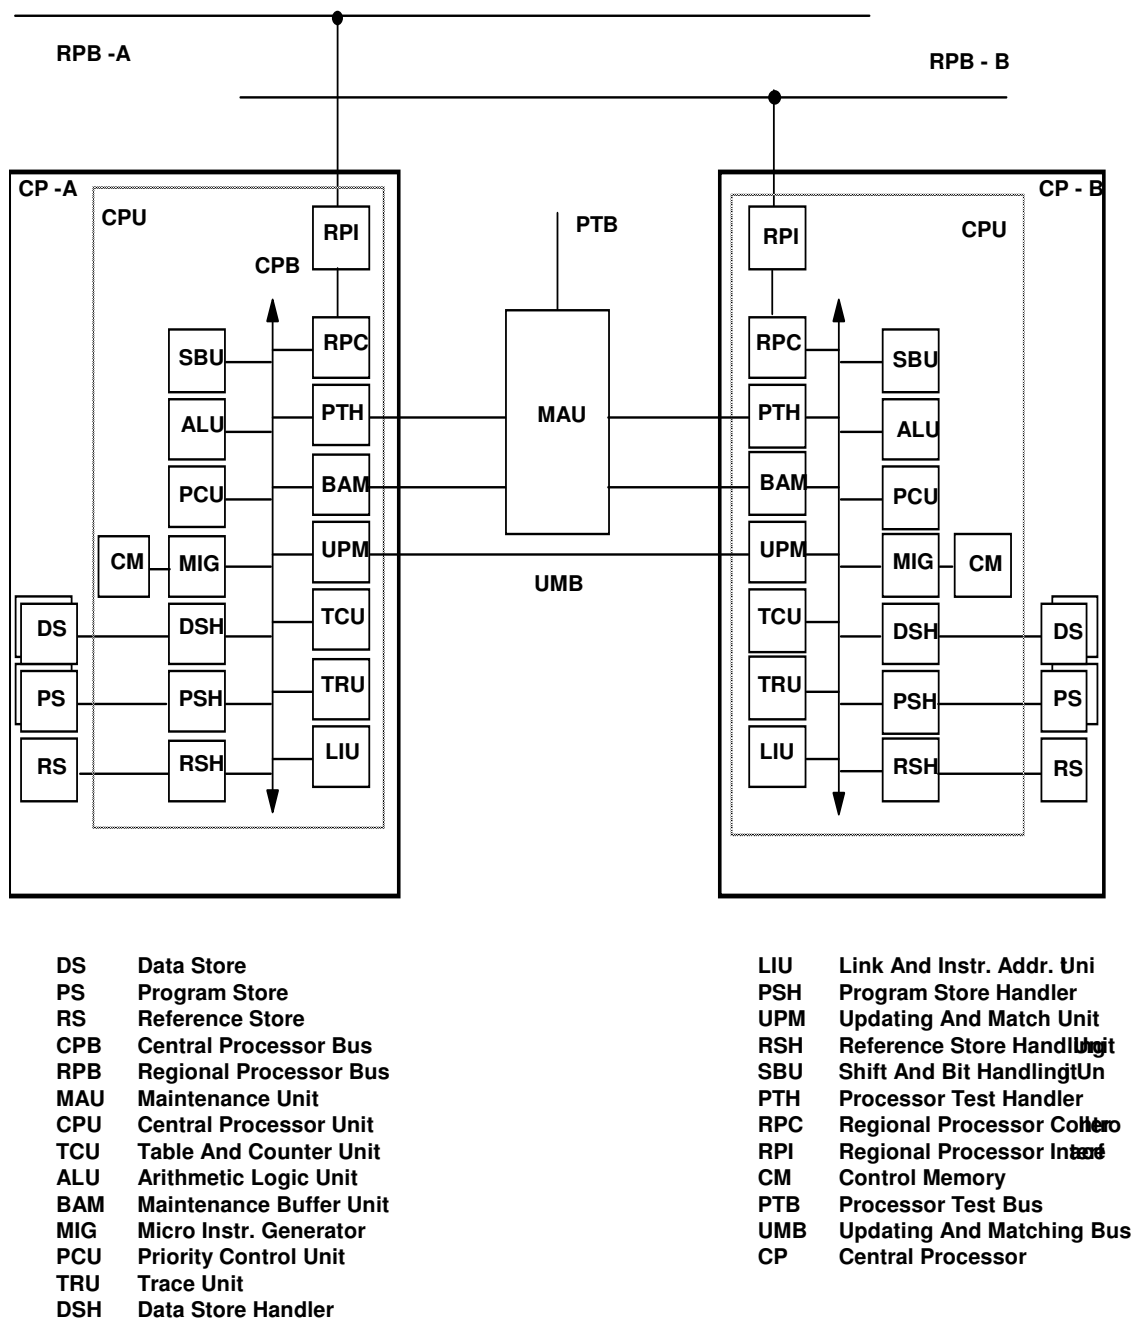 RPB -A
RPB - B
CP -A
CPU
RPI
CPB
SBU
RPC
ALU
PTH
PCU
BAM
CM
MIG
UPM
DS
DSH
TCU
PS
PSH
TRU
RS
RSH
LIU
PTB
MAU
UMB
CP - B
CPU
RPI
RPC
SBU
PTH
ALU
BAM
PCU
UPM
MIG
CM
TCU
DSH
DS
TRU
PSH
PS
LIU
RSH
RS
DS Data Store
PS Program Store
RS Reference Store
CPB Central Processor Bus
RPB Regional Processor Bus
MAU Maintenance Unit
CPU Central Processor Unit
TCU Table And Counter Unit
ALU Arithmetic Logic Unit
BAM Maintenance Buffer Unit
MIG Micro Instr. Generator
PCU Priority Control Unit
TRU Trace Unit
DSH Data Store Handler
LIU Link And Instr. Addr.
PSH Program Store Handler
UPM Updating And Match Unit
RSH Reference Store
SBU Shift And Bit
PTH Processor Test Handler
RPC Regional Processor
RPI Regional Processor
CM Control Memory
PTB Processor Test Bus
UMB Updating And Matching Bus
CP Central Processor